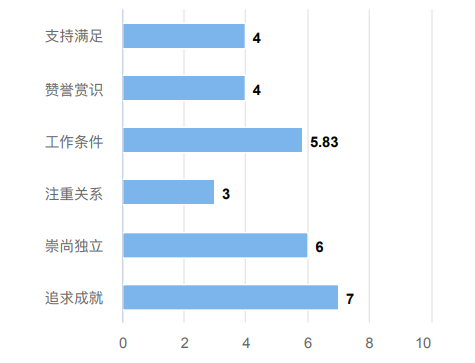 支持满足 4
赞誉赏识 4
工作条件 5.83
注重关系 3
崇尚独立 6
追求成就 7
0 2 4 6 8 10